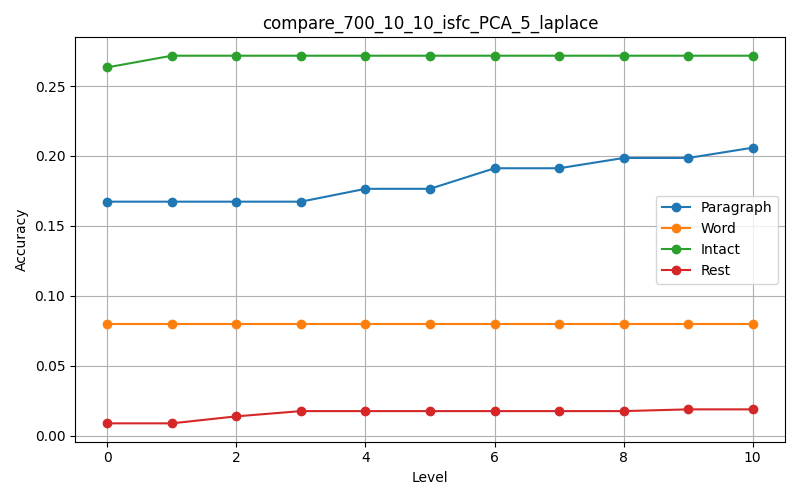 compare_700_10_10_isfc_PCA_5_laplace
Accuracy
0.25
0.20
0.15
0.10
0.05
0.00
Paragraph
Word
Intact
Rest
0 2 4 6 8 10
Level